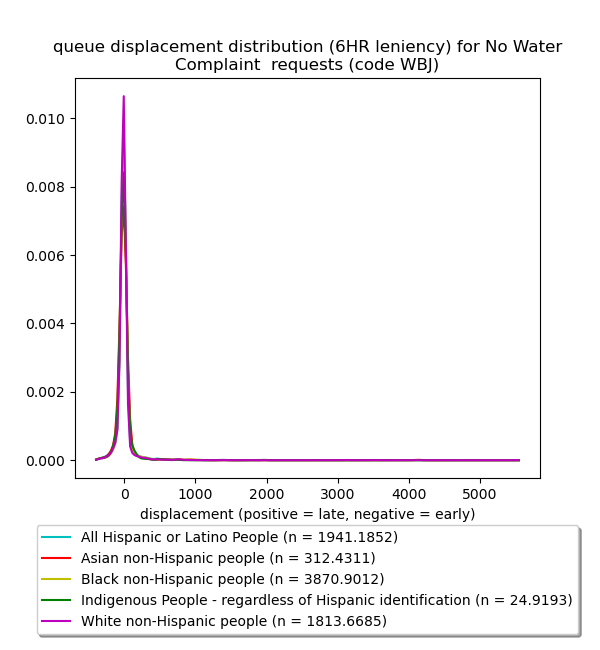 queue displacement distribution (6HR leniency) for No Water
Complaint  requests (code WBJ)
0.010
0.008
0.006
0.004
0.002
0.000
0 1000 2000 3000 4000 5000
displacement (positive = late, negative = early)
All Hispanic or Latino People (n = 1941.1852)
Asian non-Hispanic people (n = 312.4311)
Black non-Hispanic people (n = 3870.9012)
Indigenous People - regardless of Hispanic identification (n = 24.9193)
White non-Hispanic people (n = 1813.6685)